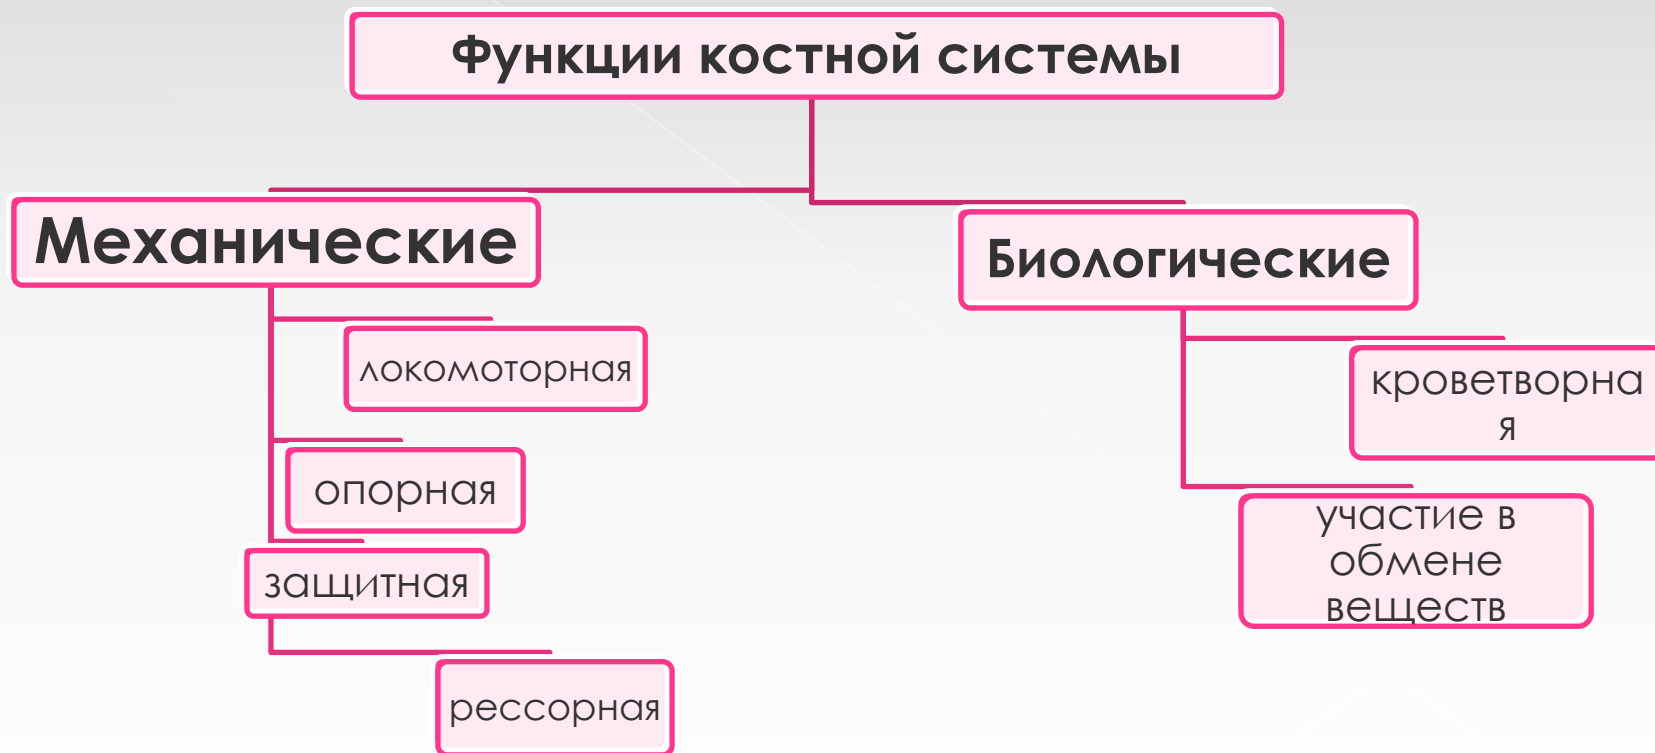 Функции костной системы
Механические
локомоторная
опорная
защитная
рессорная
Биологические
кроветворна
я
участие в
обмене
веществ